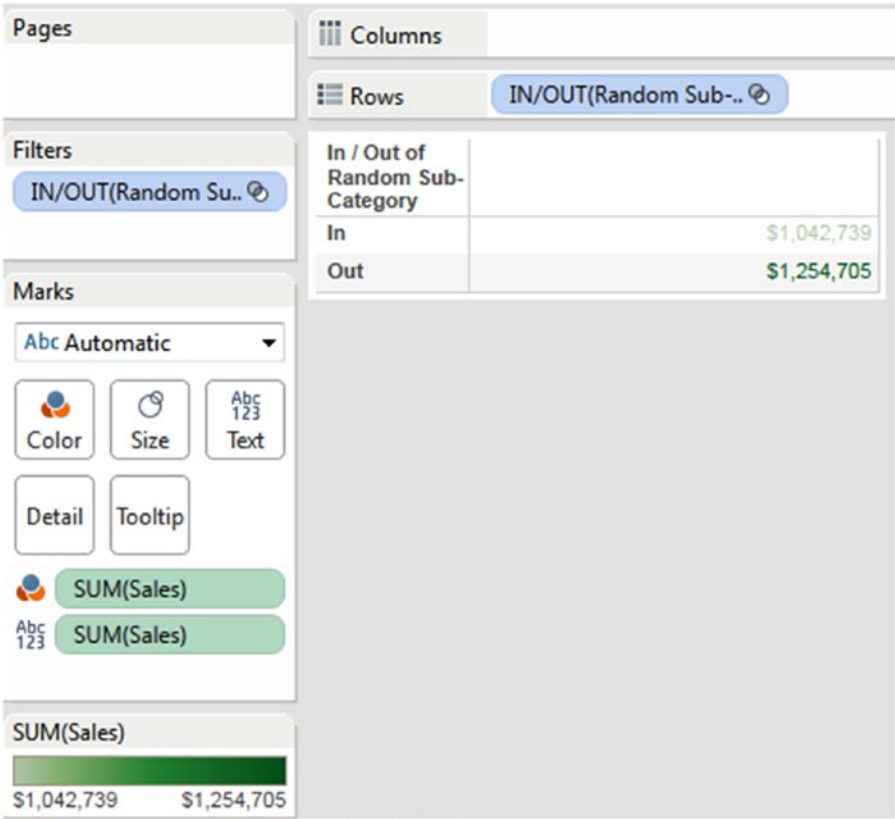 Pages
Columns
Rows
IN/OUT(Random Sub-..
Filters
IN/OUT(Random Su..
In / Out of
Random Sub-
Category
In
$1,042,739
Out
$1,254,705
Marks
Abc Automatic
Color
Size
Abc
123
Text
Detail
Tooltip
SUM(Sales)
Abc
123
SUM(Sales)
SUM(Sales)
$1,042,739
$1,254,705